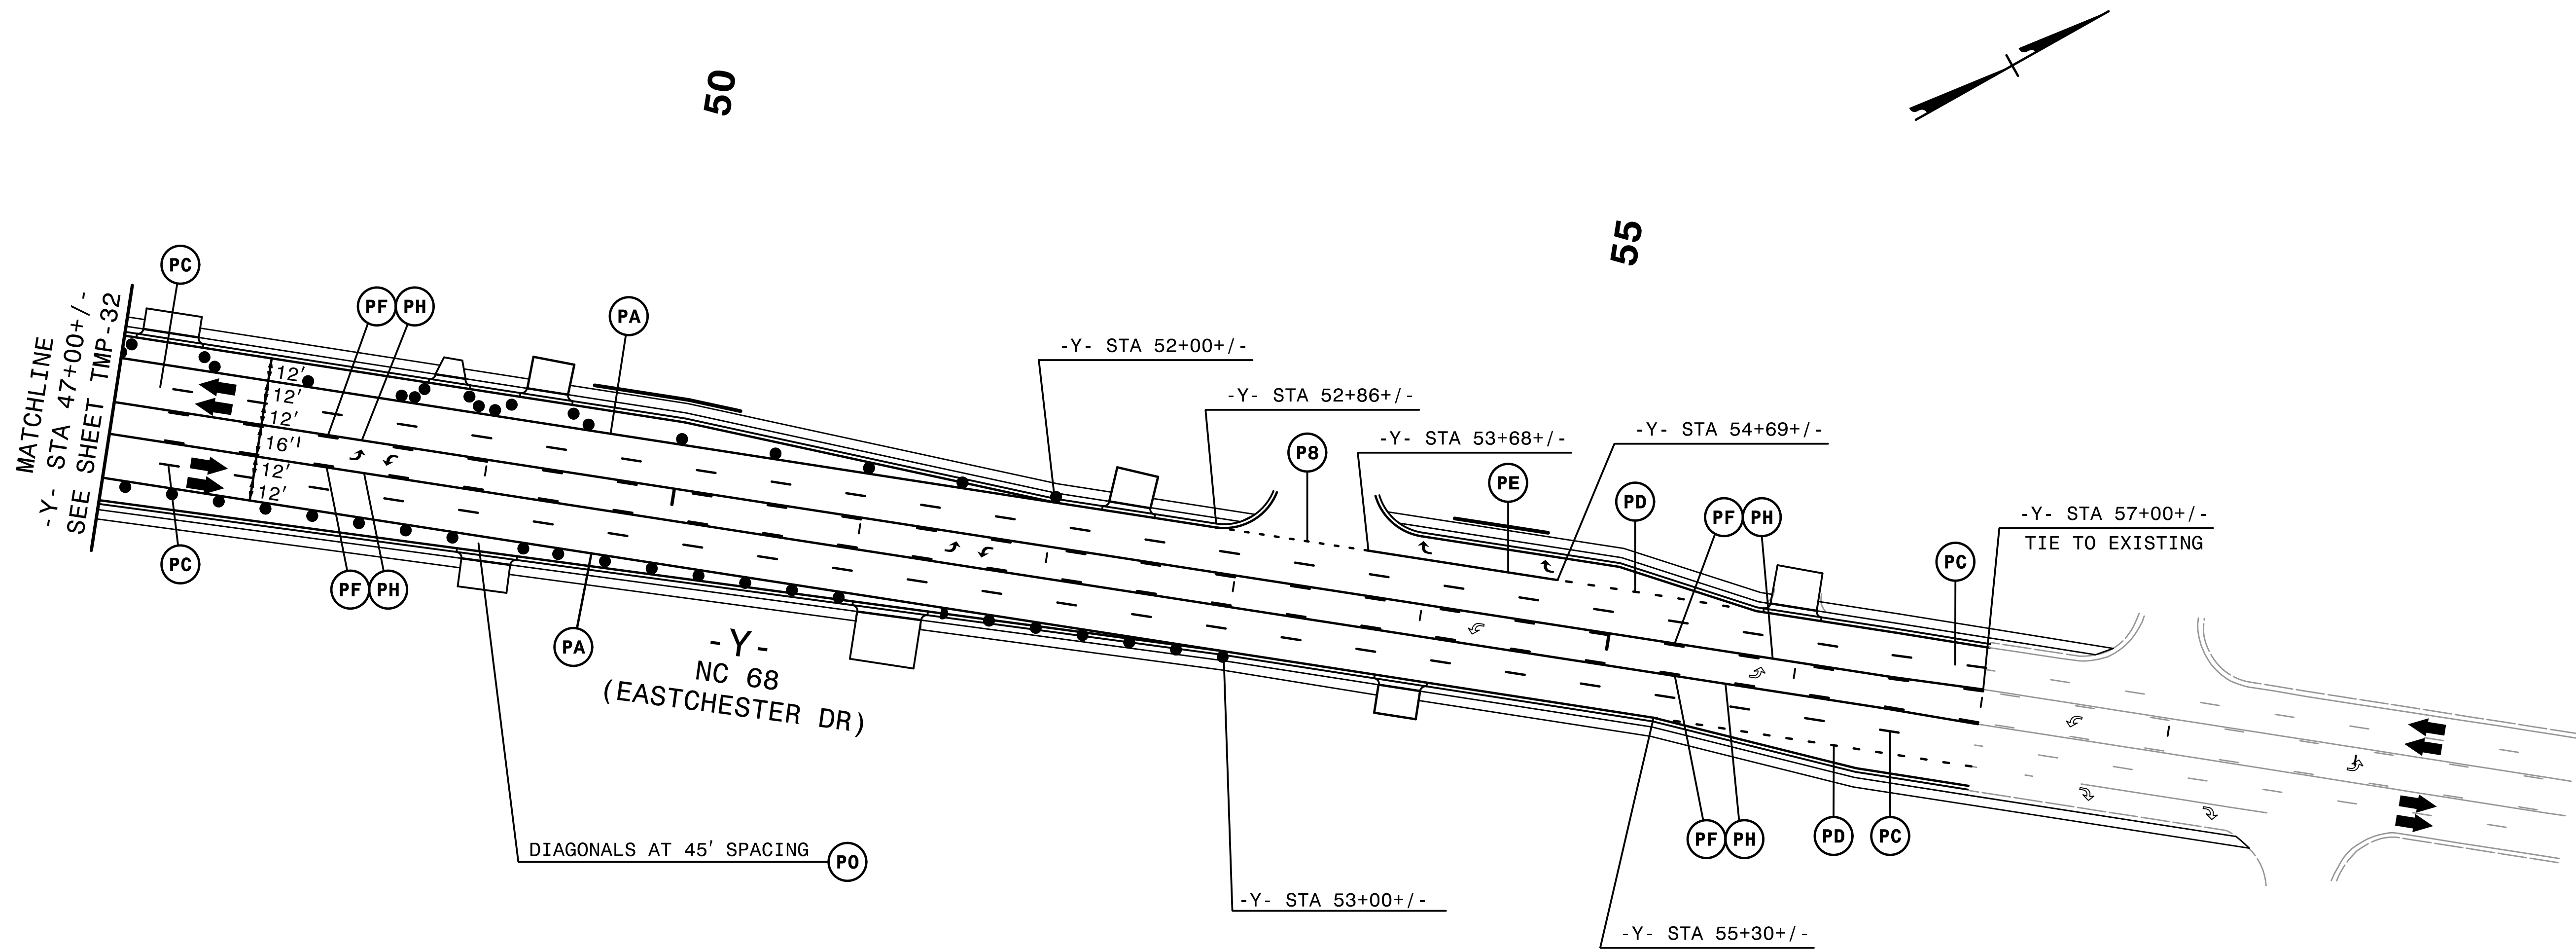 50
55
MATCHLINE
-Y- STA 47+00+/-
SEE SHEET TMP-32
PC
PF PH
PA
12'
12'
12'
16'
12'
12'
PC
PF PH
PA
-Y-
NC 68
(EASTCHESTER DR)
DIAGONALS AT 45' SPACING
PO
-Y- STA 52+00+/-
-Y- STA 52+86+/-
P8
-Y- STA 53+68+/-
PE
-Y- STA 54+69+/-
PD
PF PH
PC
-Y- STA 57+00+/-
TIE TO EXISTING
PF PH
PD
PC
-Y- STA 53+00+/-
-Y- STA 55+30+/-